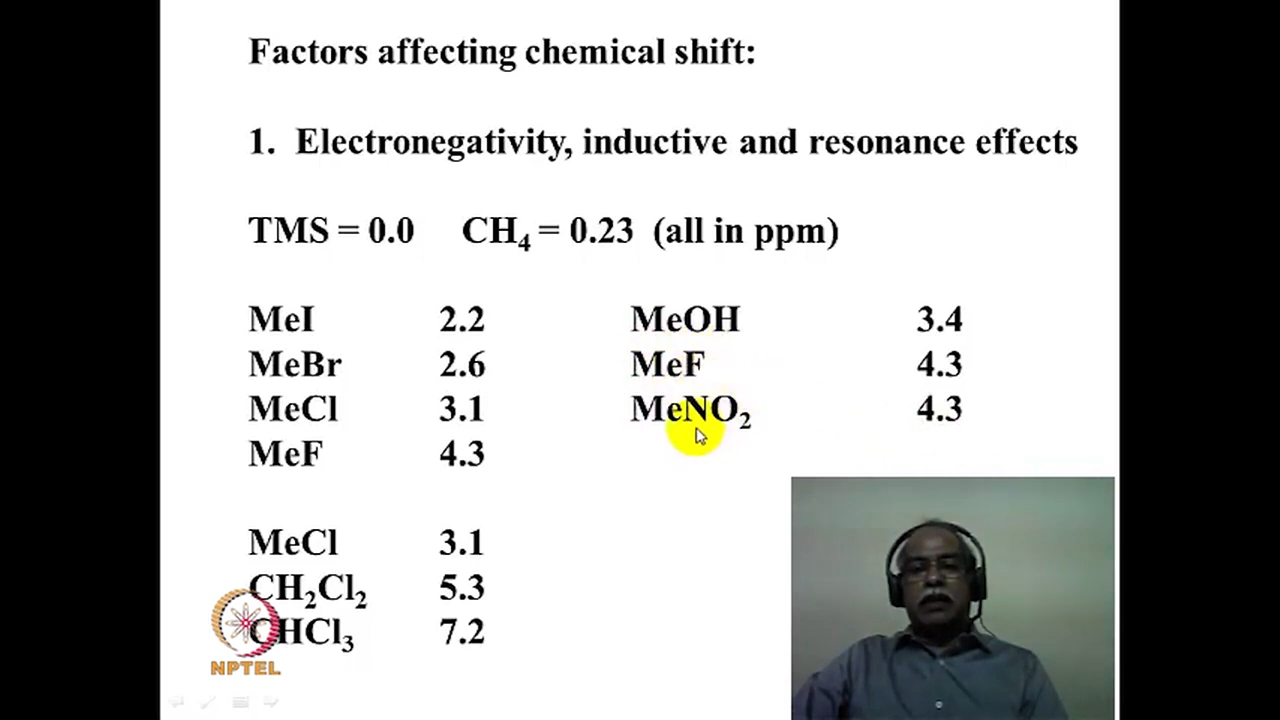 Factors affecting chemical shift:
1. Electronegativity, inductive and resonance effects
TMS = 0.0 CH₄ = 0.23 (all in ppm)
MeI 2.2 MeOH 3.4
MeBr 2.6 MeF 4.3
MeCl 3.1 MeNO₂ 4.3
MeF 4.3
MeCl 3.1
CH₂Cl₂ 5.3
CHCl₃ 7.2
NPTEL